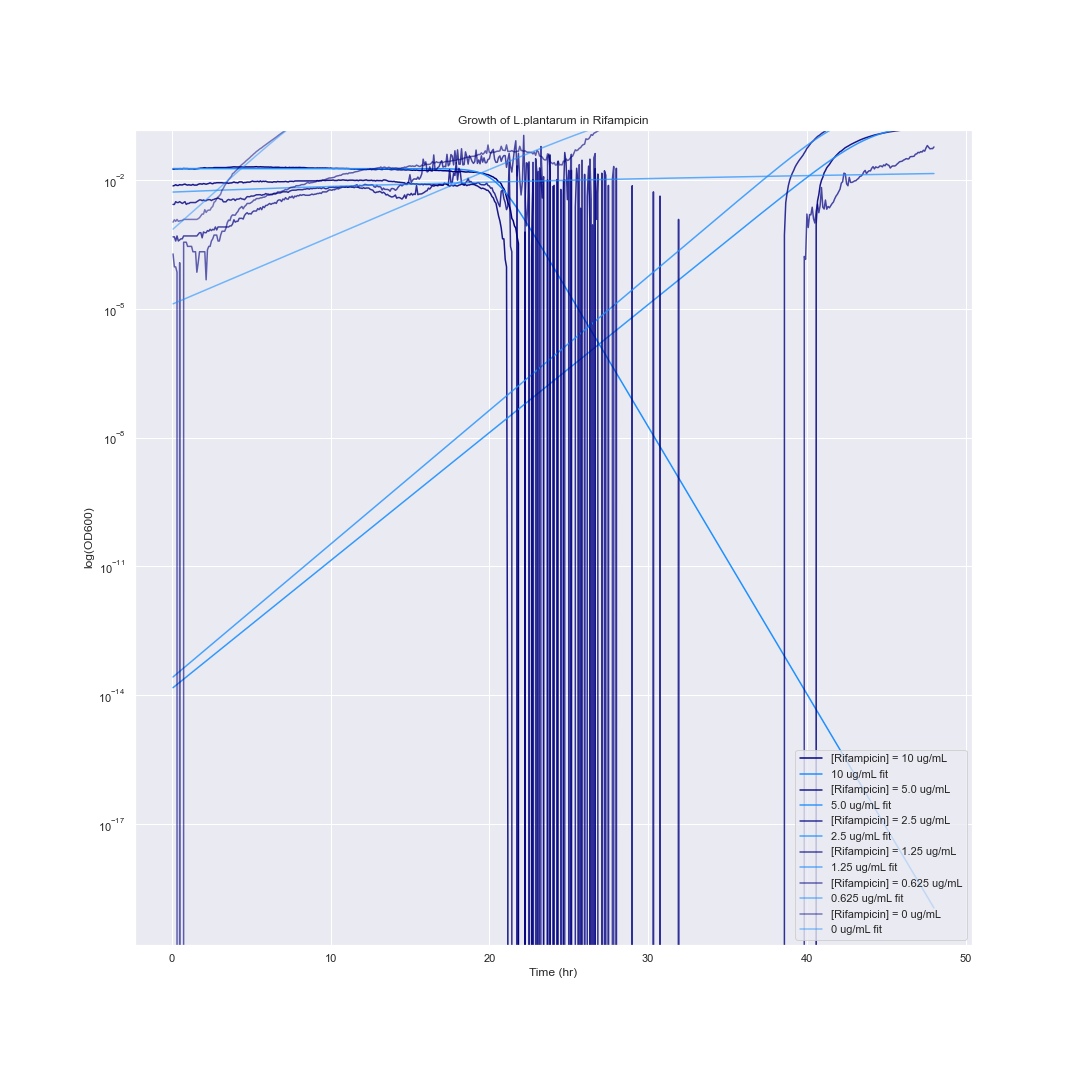 Growth of L.plantarum in Rifampicin
log(OD600)
10⁻²
10⁻⁵
10⁻⁸
10⁻¹¹
10⁻¹⁴
10⁻¹⁷
0 10 20 30 40 50
Time (hr)
[Rifampicin] = 10 ug/mL
10 ug/mL fit
[Rifampicin] = 5.0 ug/mL
5.0 ug/mL fit
[Rifampicin] = 2.5 ug/mL
2.5 ug/mL fit
[Rifampicin] = 1.25 ug/mL
1.25 ug/mL fit
[Rifampicin] = 0.625 ug/mL
0.625 ug/mL fit
[Rifampicin] = 0 ug/mL
0 ug/mL fit